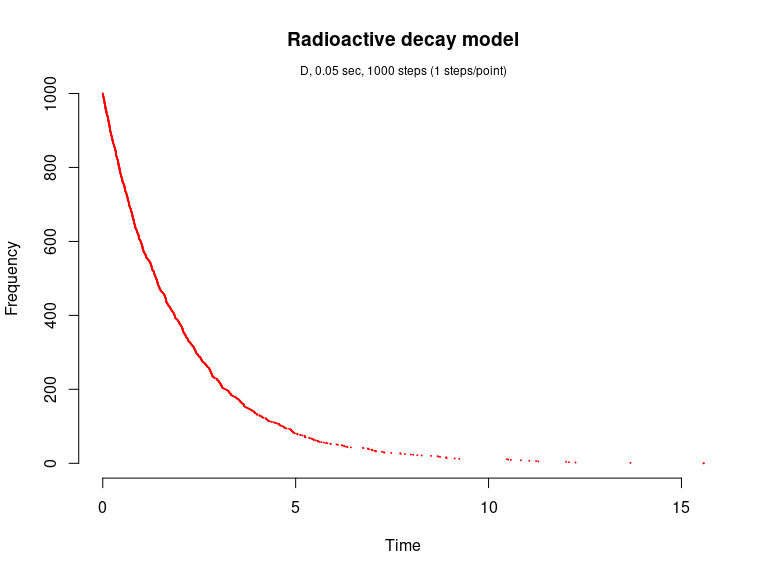 Radioactive decay model
D, 0.05 sec, 1000 steps (1 steps/point)
Frequency
1000
800
600
400
200
0
0 5 10 15
Time